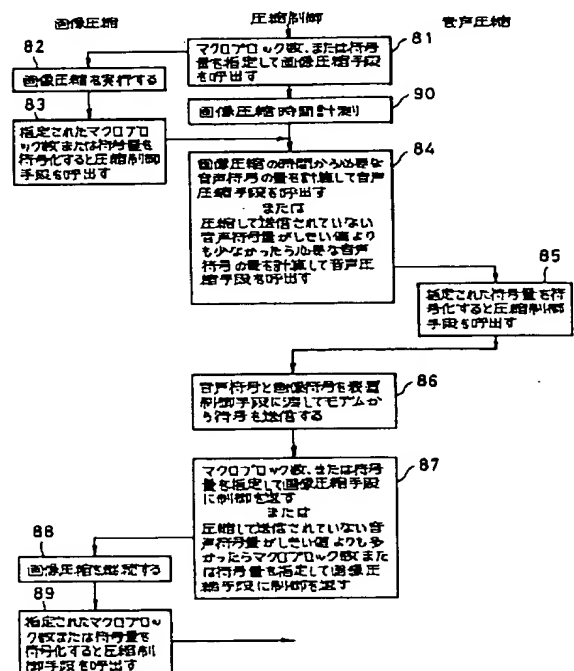 画像圧縮
圧縮制御
音声圧縮
81
マクロブロック数、または符号
量を指定して画像圧縮手段
を呼出す
82
画像圧縮を実行する
90
画像圧縮時間計測
83
指定されたマクロブロ
ック数または符号量を
符号化すると圧縮制御
手段を呼出す
84
画像圧縮の時間から必要な
音声符号の量を計算して音声
圧縮手段を呼出す
または
圧縮して送信されていない
音声符号量がしきい値より
も少なかったら必要な音声
符号の量を計算して音声圧
縮手段を呼出す
85
指定された符号量を符
号化すると圧縮制御
手段を呼出す
86
音声符号と画像符号を装置
制御手段に渡してモデムか
ら符号を送信する
87
マクロブロック数、または符号
量を指定して画像圧縮手段
に制御を返す
または
圧縮して送信されていない音
声符号量がしきい値よりも多
かったらマクロブロック数また
は符号量を指定して画像圧
縮手段に制御を返す
88
画像圧縮を継続する
89
指定されたマクロブロッ
ク数または符号量を
符号化すると圧縮制
御手段を呼出す